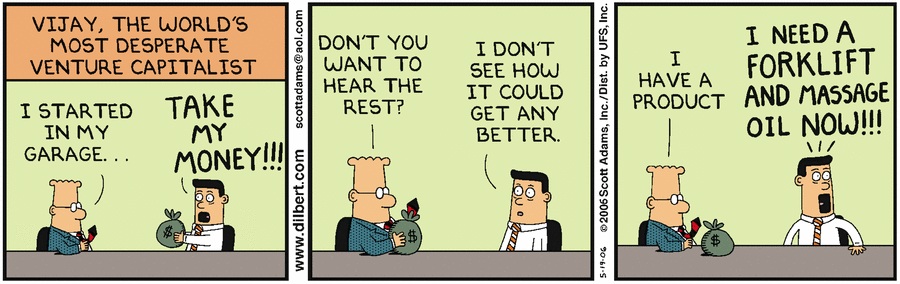 VIJAY, THE WORLD'S
MOST DESPERATE
VENTURE CAPITALIST
I STARTED
IN MY
GARAGE...
TAKE
MY
MONEY!!!
$
www.dilbert.com
scottadams@aol.com
DON'T YOU
WANT TO
HEAR THE
REST?
I DON'T
SEE HOW
IT COULD
GET ANY
BETTER.
$
5-19-06
©2006 Scott Adams, Inc./Dist. by UFS, Inc.
I
HAVE A
PRODUCT
I NEED A
FORKLIFT
AND MASSAGE
OIL NOW!!!
$